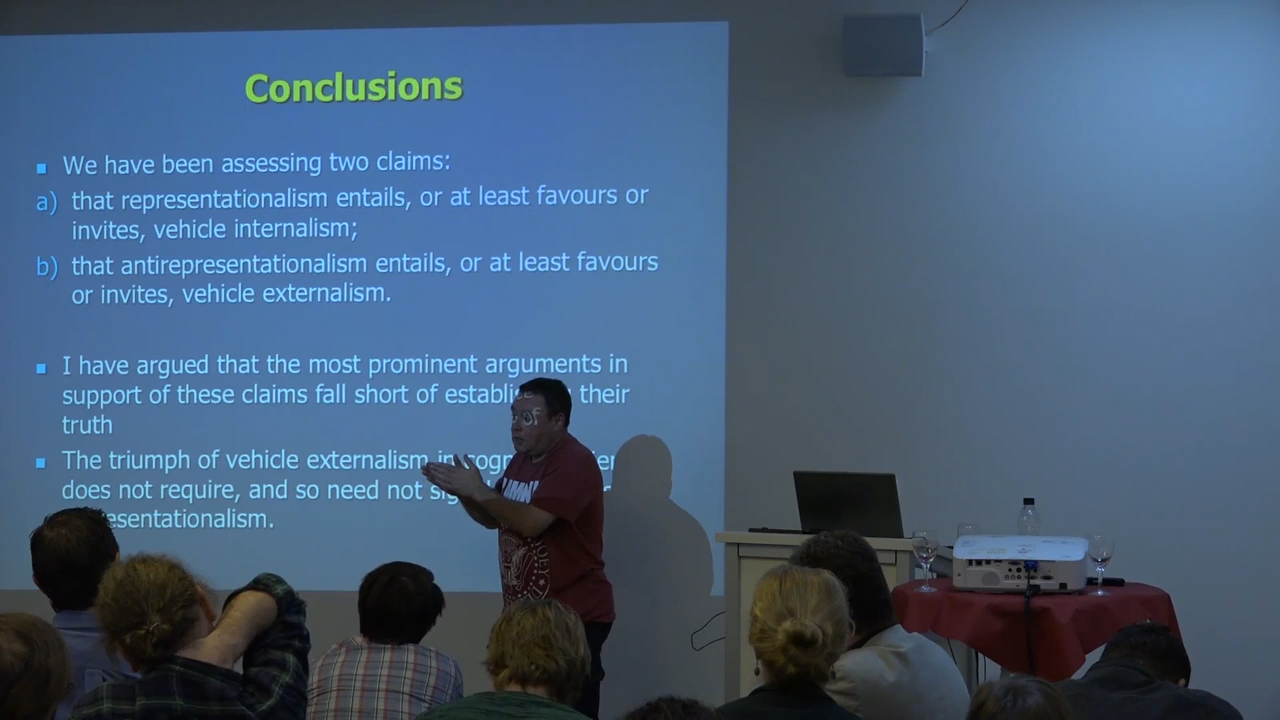 Conclusions
We have been assessing two claims:
a) that representationalism entails, or at least favours or
invites, vehicle internalism;
b) that antirepresentationalism entails, or at least favours
or invites, vehicle externalism.
I have argued that the most prominent arguments in
support of these claims fall short of their
truth
The triumph of vehicle externalism
does not require, and so need not